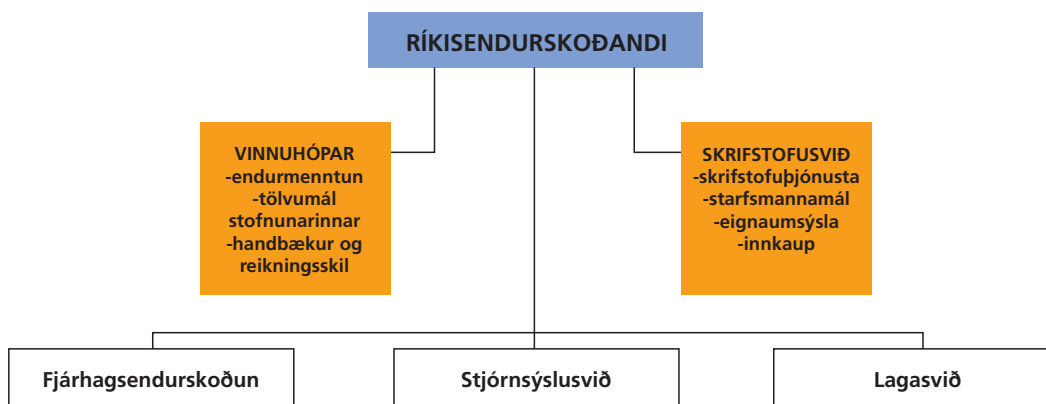 RÍKISENDURSKOÐANDI
VINNUHÓPAR
-endurmenntun
-tölvumál
stofnunarinnar
-handbækur og
reikningsskil
SKRIFSTOFUSVIÐ
-skrifstofuþjónusta
-starfsmannamál
-eignaumsýsla
-innkaup
Fjárhagsendurskoðun
Stjórnsýslusvið
Lagasvið